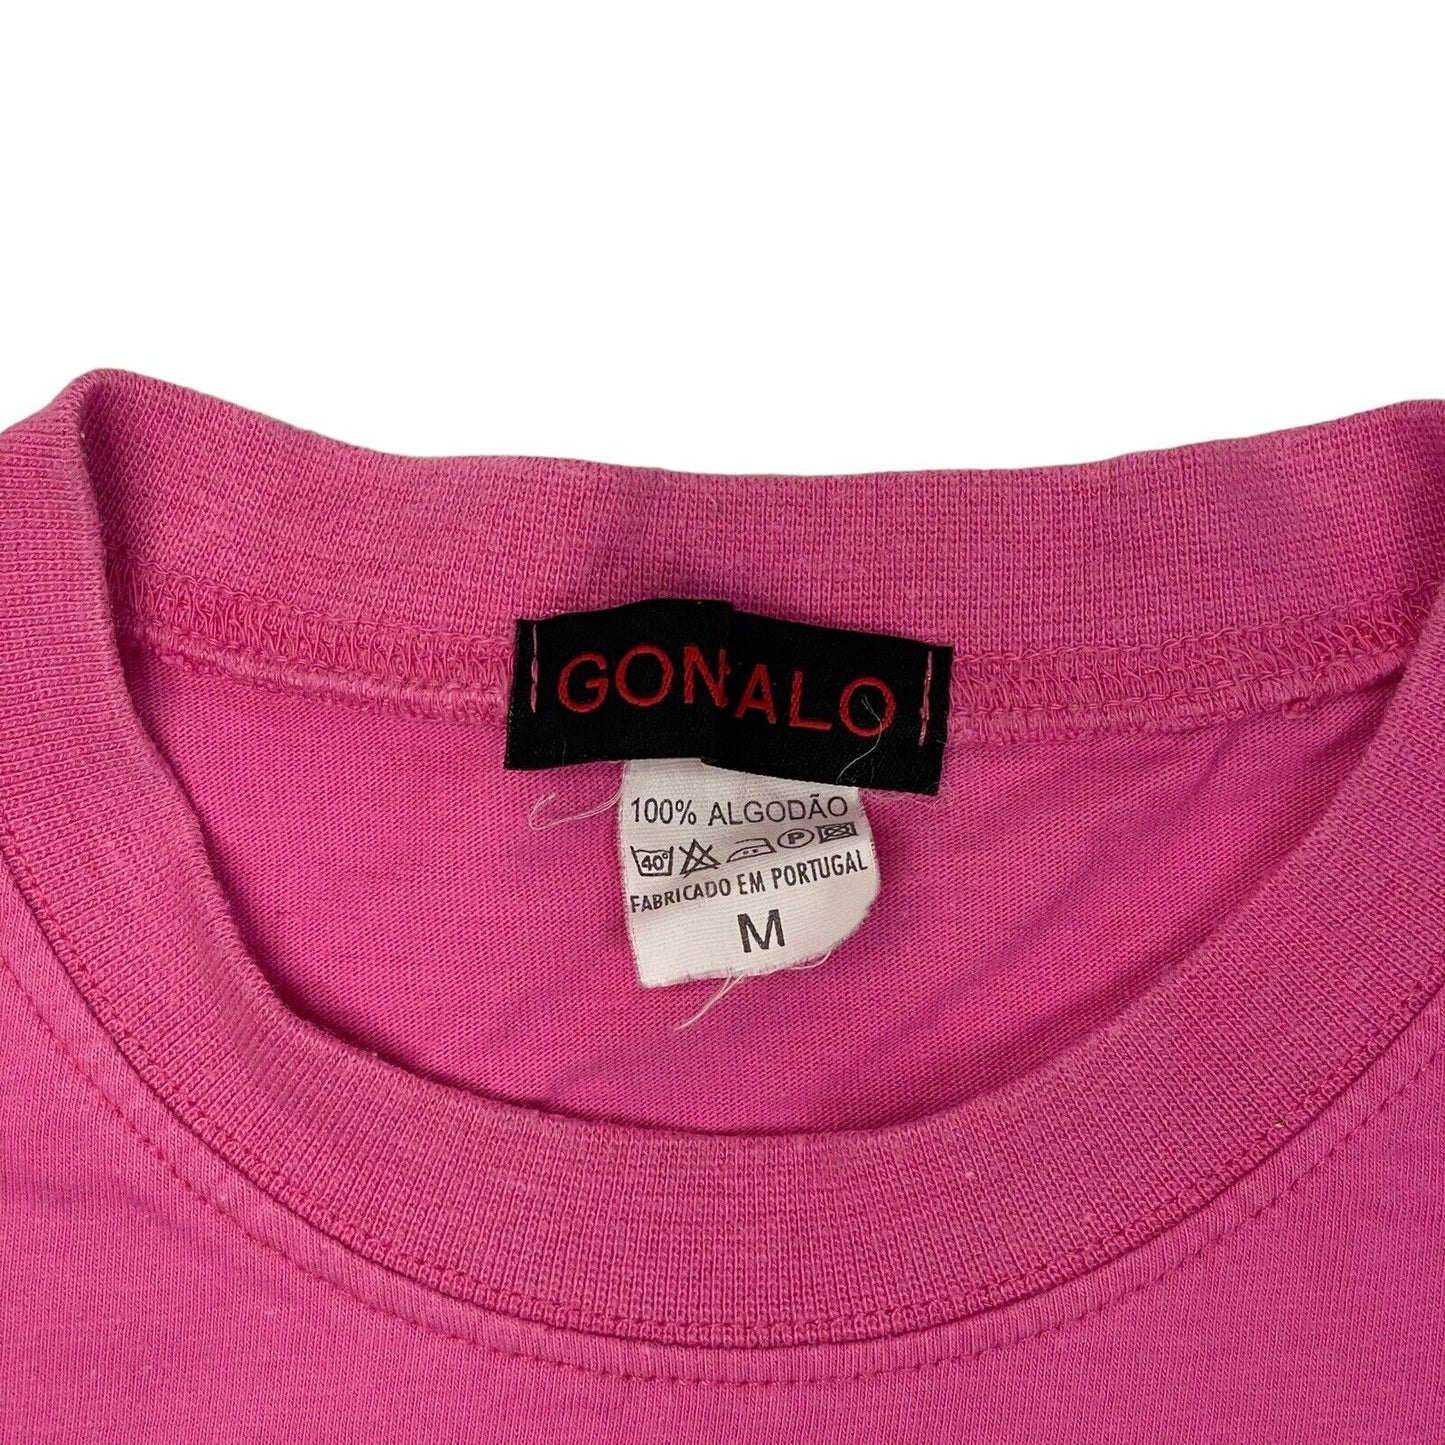 GONALO
100% ALGODÃO
40° P
FABRICADO EM PORTUGAL
M